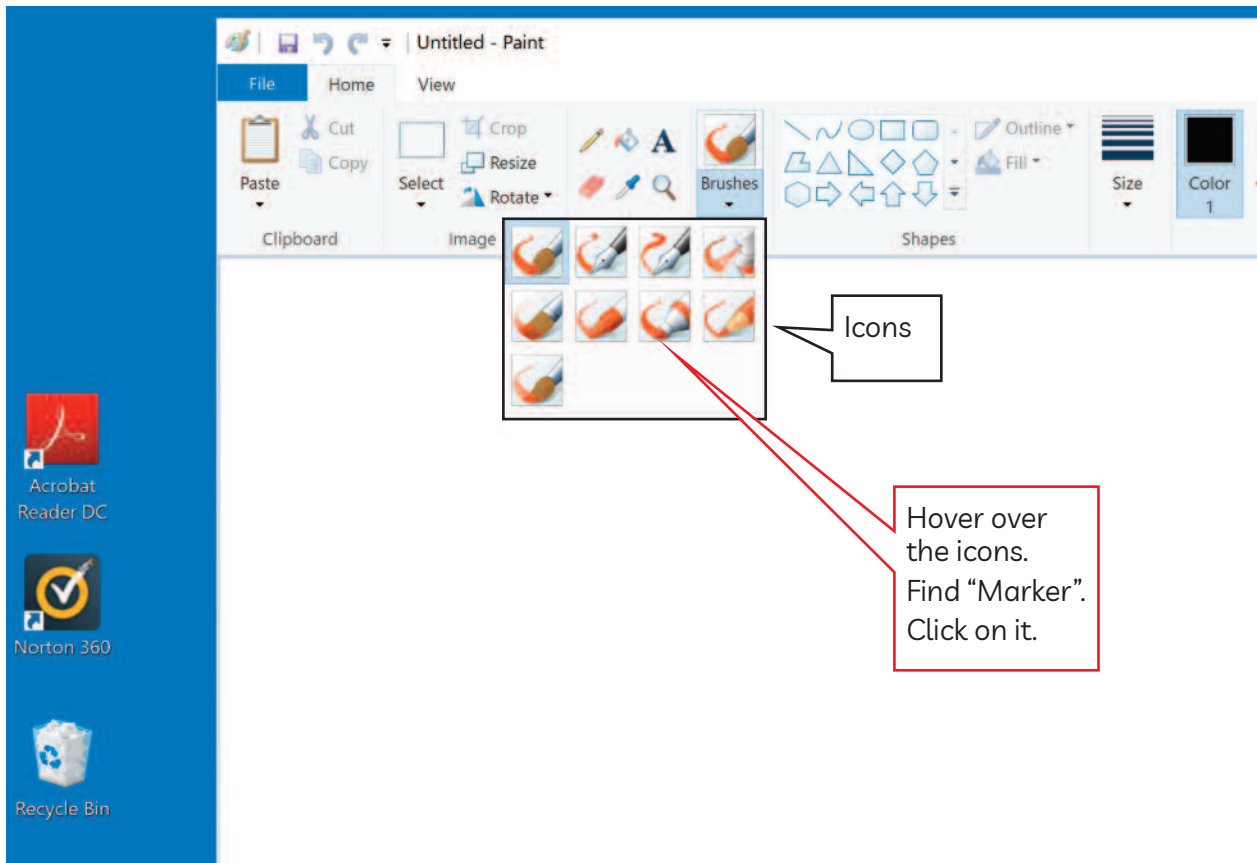 Untitled - Paint
File Home View
Cut
Copy
Paste
Clipboard
Select
Crop
Resize
Rotate
Image
A
Brushes
Outline
Fill
Shapes
Size
Color
1
Icons
Hover over
the icons.
Find “Marker”.
Click on it.
Acrobat
Reader DC
Norton 360
Recycle Bin